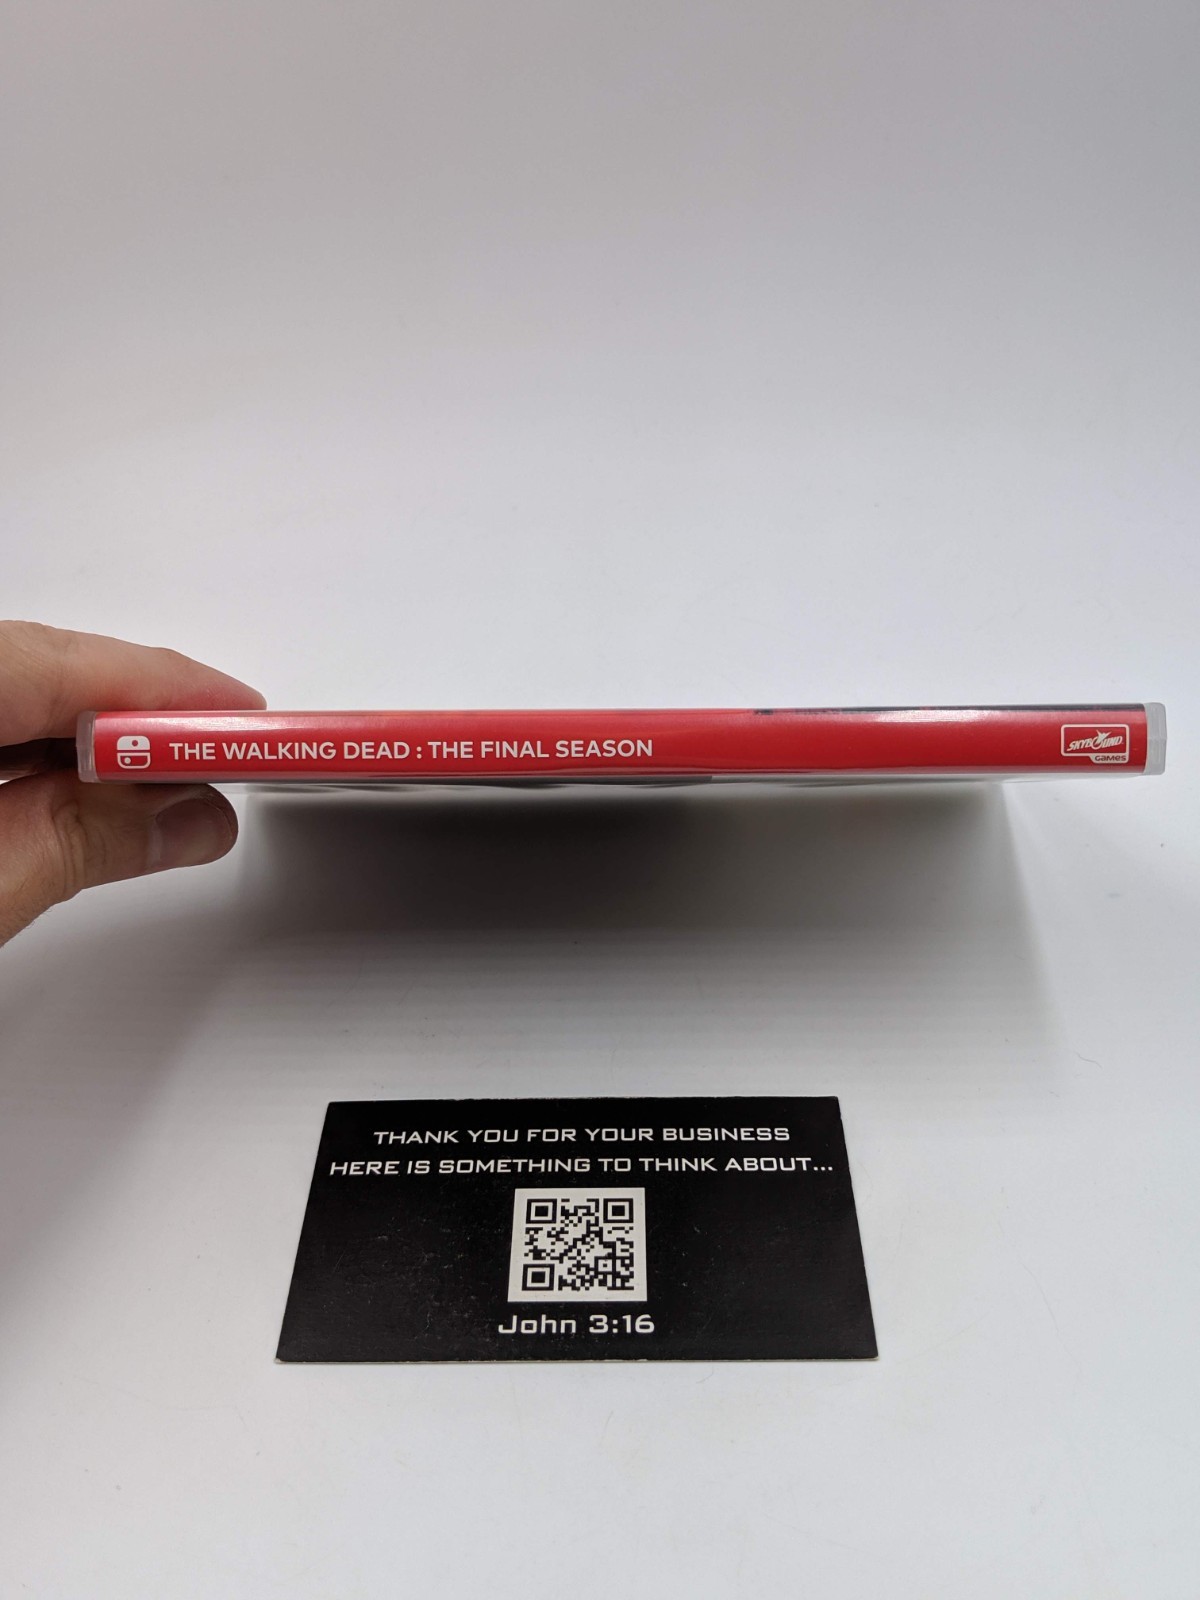 THE WALKING DEAD : THE FINAL SEASON
SKYBOUND
GAMES
THANK YOU FOR YOUR BUSINESS
HERE IS SOMETHING TO THINK ABOUT...
John 3:16